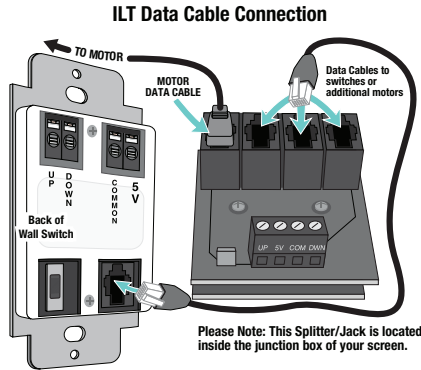 ILT Data Cable Connection
TO MOTOR
MOTOR
DATA CABLE
Data Cables to
switches or
additional motors
UP
DOWN
COMMON
5V
Back of
Wall Switch
UP 5V COM DWN
Please Note: This Splitter/Jack is located
inside the junction box of your screen.